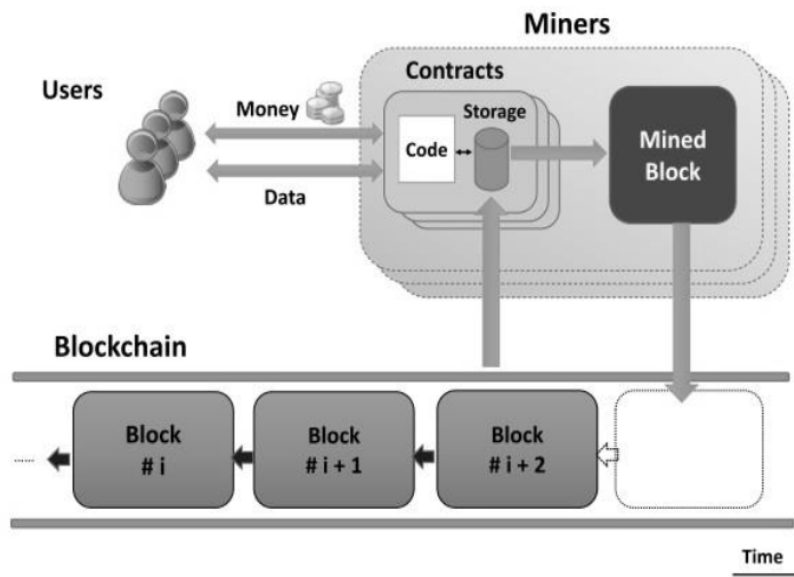 Miners
Contracts
Users
Money
Storage
Code
Mined
Block
Data
Blockchain
Block
# i
Block
# i + 1
Block
# i + 2
.....
Time